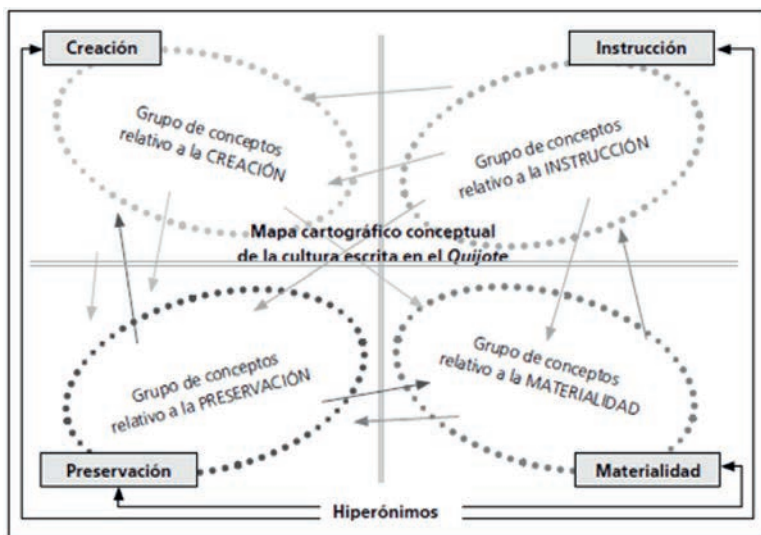 Creación
Instrucción
Grupo de conceptos
relativo a la CREACIÓN
Grupo de conceptos
relativo a la INSTRUCCIÓN
Mapa cartográfico conceptual
de la cultura escrita en el Quijote
Grupo de conceptos
relativo a la PRESERVACIÓN
Grupo de conceptos
relativo a la MATERIALIDAD
Preservación
Materialidad
Hiperónimos